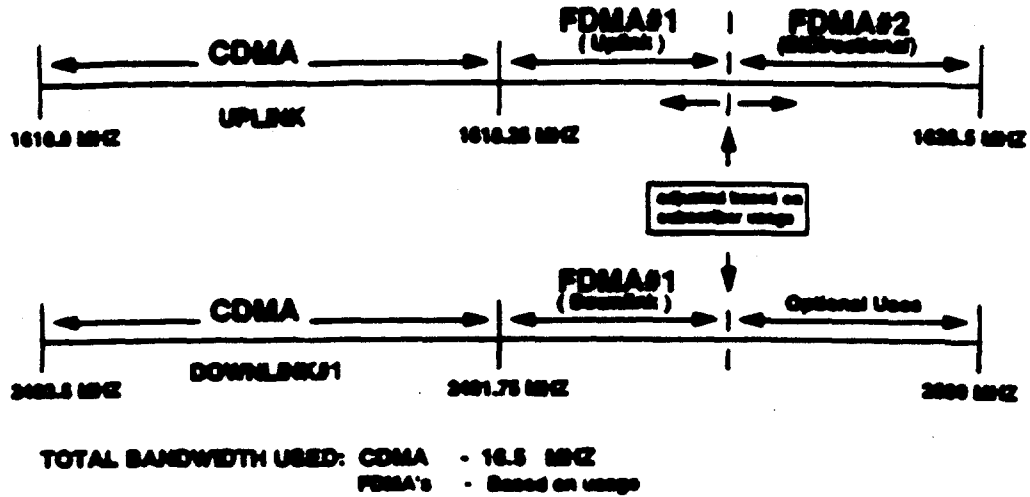 FDMA#1
FDMA#2
CDMA
( Uplink )
(BiDirectional)
UPLINK
1610.0 MHZ
1618.25 MHZ
1626.5 MHZ
adjusted based on
subscriber usage
FDMA#1
CDMA
( Downlink )
Optional Uses
DOWNLINK#1
2483.5 MHZ
2491.75 MHZ
2500 MHZ
TOTAL BANDWIDTH USED: CDMA - 16.5 MHZ
FDMA's - Based on usage